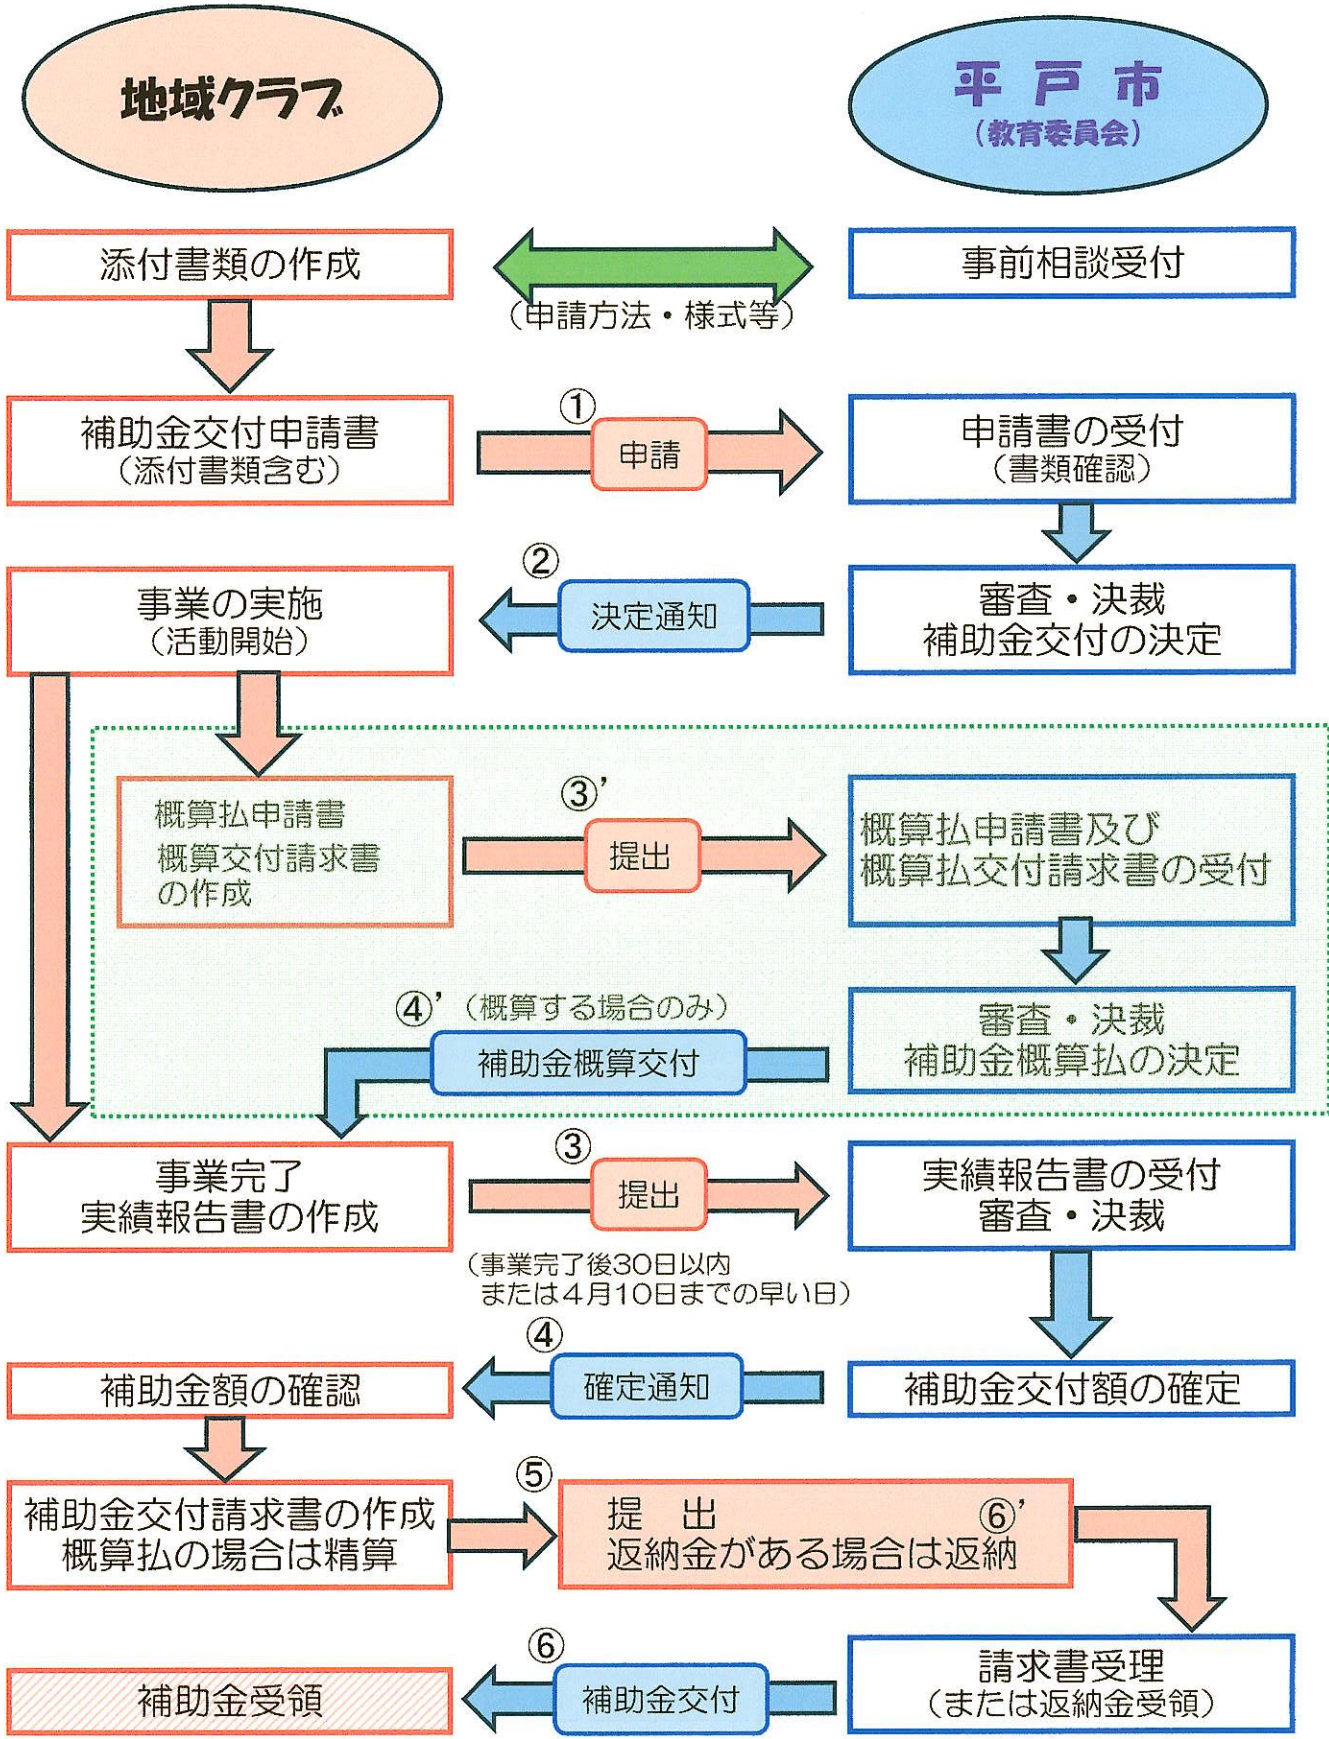 地域クラブ
平戸市
（教育委員会）
添付書類の作成
事前相談受付
（申請方法・様式等）
補助金交付申請書
（添付書類含む）
①
申請
申請書の受付
（書類確認）
事業の実施
（活動開始）
②
決定通知
審査・決裁
補助金交付の決定
概算払申請書
概算交付請求書
の作成
③’
提出
概算払申請書及び
概算払交付請求書の受付
④’（概算する場合のみ）
補助金概算交付
審査・決裁
補助金概算払の決定
事業完了
実績報告書の作成
③
提出
（事業完了後30日以内
または４月10日までの早い日）
実績報告書の受付
審査・決裁
補助金額の確認
④
確定通知
補助金交付額の確定
補助金交付請求書の作成
概算払の場合は精算
⑤
提　出
⑥’
返納金がある場合は返納
補助金受領
⑥
補助金交付
請求書受理
（または返納金受領）